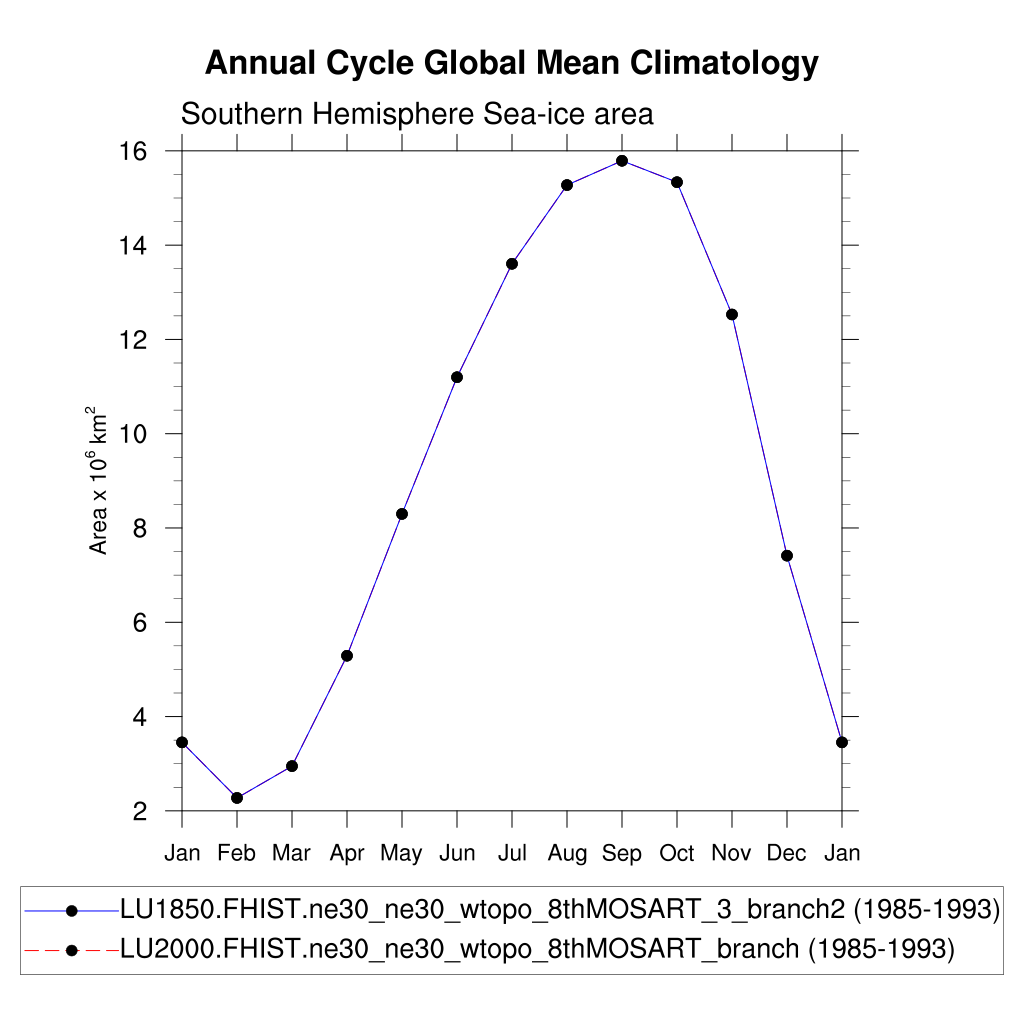 Annual Cycle Global Mean Climatology
Southern Hemisphere Sea-ice area
16
14
12
10
8
6
4
2
Area x 10⁶ km²
Jan Feb Mar Apr May Jun Jul Aug Sep Oct Nov Dec Jan
LU1850.FHIST.ne30_ne30_wtopo_8thMOSART_3_branch2 (1985-1993)
LU2000.FHIST.ne30_ne30_wtopo_8thMOSART_branch (1985-1993)